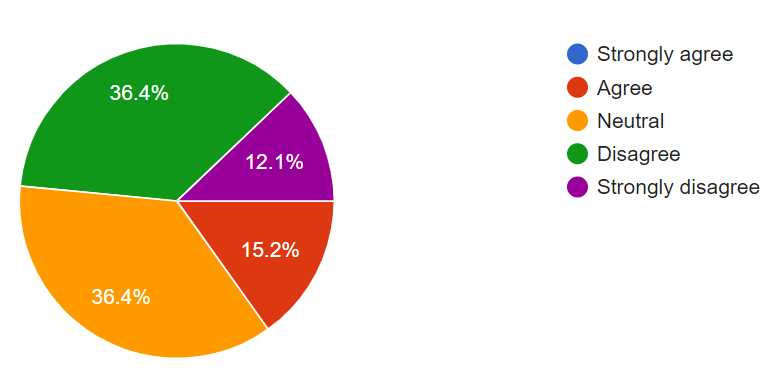 Strongly agree
Agree
Neutral
Disagree
Strongly disagree
36.4%
12.1%
15.2%
36.4%